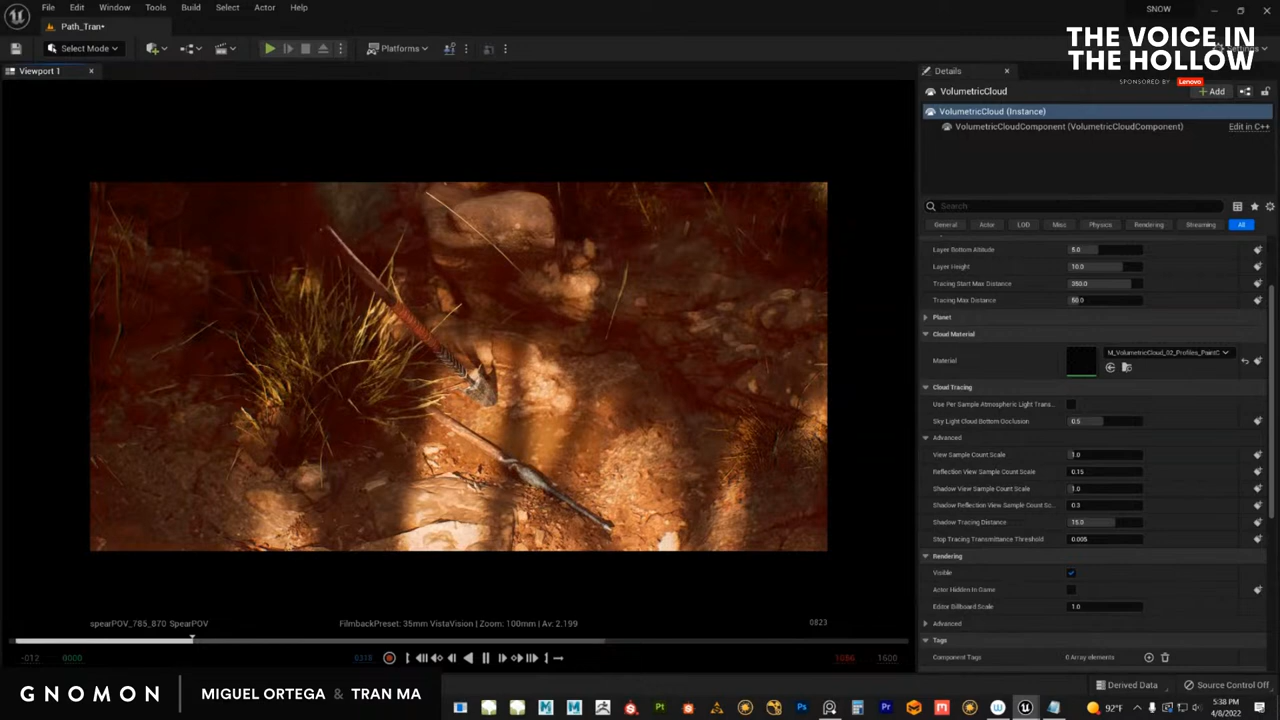 File Edit Window Tools Build Select Actor Help
SNOW
Path_Tran•
Select Mode
Platforms
Settings
THE VOICE IN
THE HOLLOW
SPONSORED BY Lenovo
Viewport 1
Details
VolumetricCloud
+ Add
VolumetricCloud (Instance)
VolumetricCloudComponent (VolumetricCloudComponent)
Edit in C++
Search
General Actor LOD Misc Physics Rendering Streaming All
Layer Bottom Altitude 5.0
Layer Height 10.0
Tracing Start Max Distance 350.0
Tracing Max Distance 50.0
Planet
Cloud Material
Material M_VolumetricCloud_02_Profiles_PaintC
Cloud Tracing
Use Per Sample Atmospheric Light Trans...
Sky Light Cloud Bottom Occlusion 0.5
Advanced
View Sample Count Scale 1.0
Reflection View Sample Count Scale 0.15
Shadow View Sample Count Scale 1.0
Shadow Reflection View Sample Count Sc... 0.3
Shadow Tracing Distance 15.0
Stop Tracing Transmittance Threshold 0.005
Rendering
Visible
Actor Hidden In Game
Editor Billboard Scale 1.0
Advanced
Tags
Component Tags 0 Array elements
spearPOV_785_870 SpearPOV
FilmbackPreset: 35mm VistaVision | Zoom: 100mm | Av: 2.199
0823
-012 0000
1600
Derived Data
Source Control Off
GNOMON
MIGUEL ORTEGA & TRAN MA
92°F
5:38 PM
4/8/2022